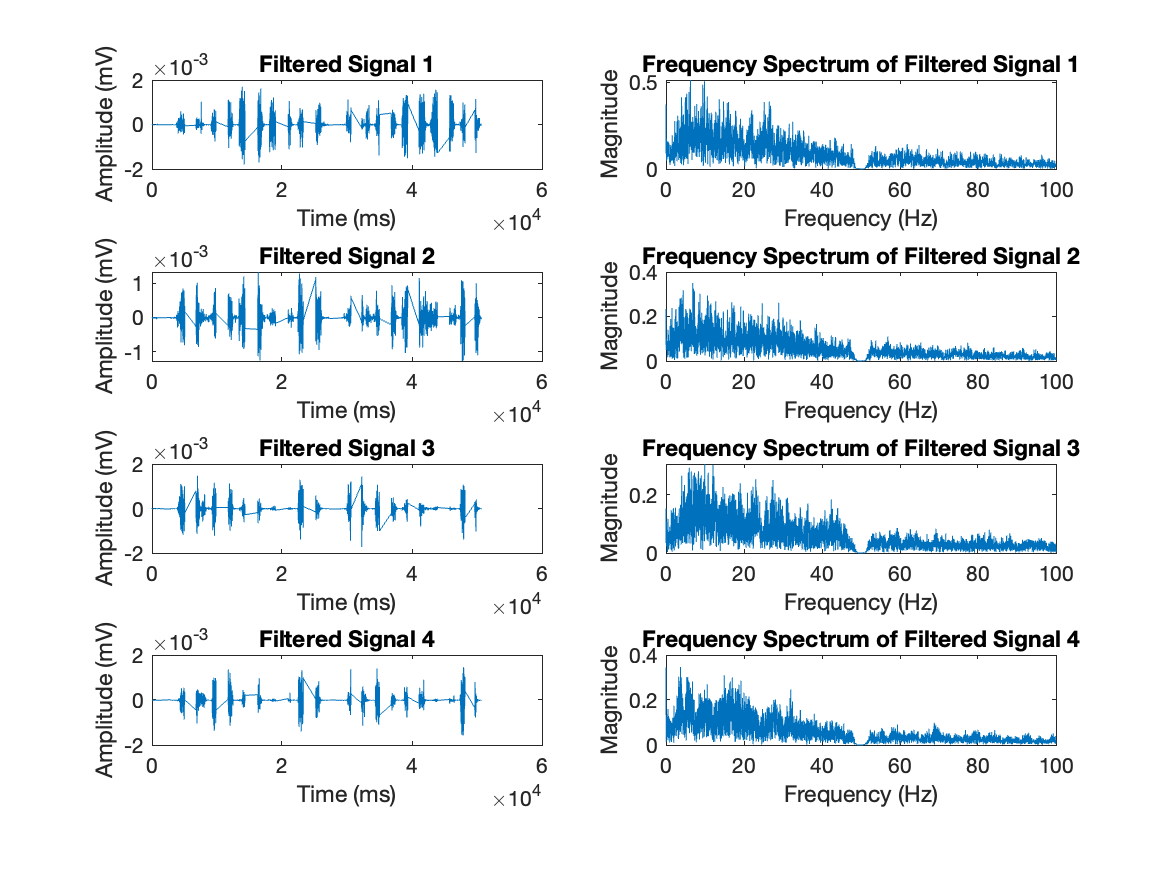 ×10-3
Filtered Signal 1
Amplitude (mV)
2
0
-2
0 2 4 6
Time (ms)
×104
Frequency Spectrum of Filtered Signal 1
Magnitude
0.5
0
0 20 40 60 80 100
Frequency (Hz)
×10-3
Filtered Signal 2
Amplitude (mV)
1
0
-1
0 2 4 6
Time (ms)
×104
Frequency Spectrum of Filtered Signal 2
Magnitude
0.4
0.2
0
0 20 40 60 80 100
Frequency (Hz)
×10-3
Filtered Signal 3
Amplitude (mV)
2
0
-2
0 2 4 6
Time (ms)
×104
Frequency Spectrum of Filtered Signal 3
Magnitude
0.2
0
0 20 40 60 80 100
Frequency (Hz)
×10-3
Filtered Signal 4
Amplitude (mV)
2
0
-2
0 2 4 6
Time (ms)
×104
Frequency Spectrum of Filtered Signal 4
Magnitude
0.4
0.2
0
0 20 40 60 80 100
Frequency (Hz)